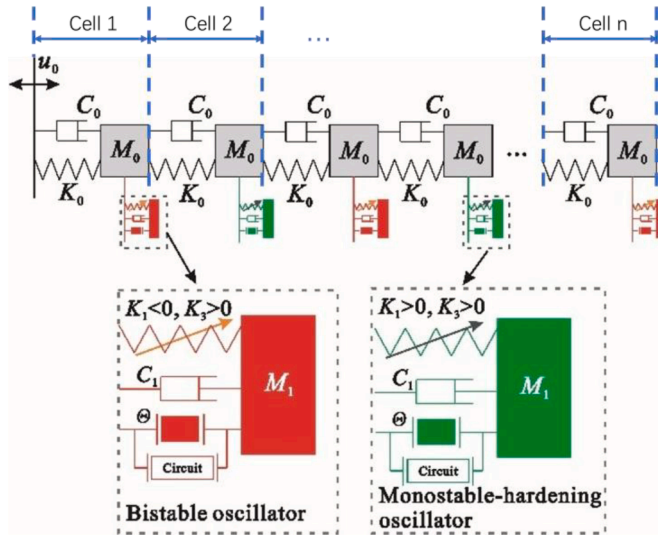 Cell 1
Cell 2
...
Cell n
u₀
C₀
C₀
C₀
C₀
C₀
M₀
M₀
M₀
M₀
...
M₀
K₀
K₀
K₀
K₀
K₀
K₁<0, K₃>0
C₁
Θ
Circuit
M₁
Bistable oscillator
K₁>0, K₃>0
C₁
Θ
Circuit
M₁
Monostable-hardening
oscillator